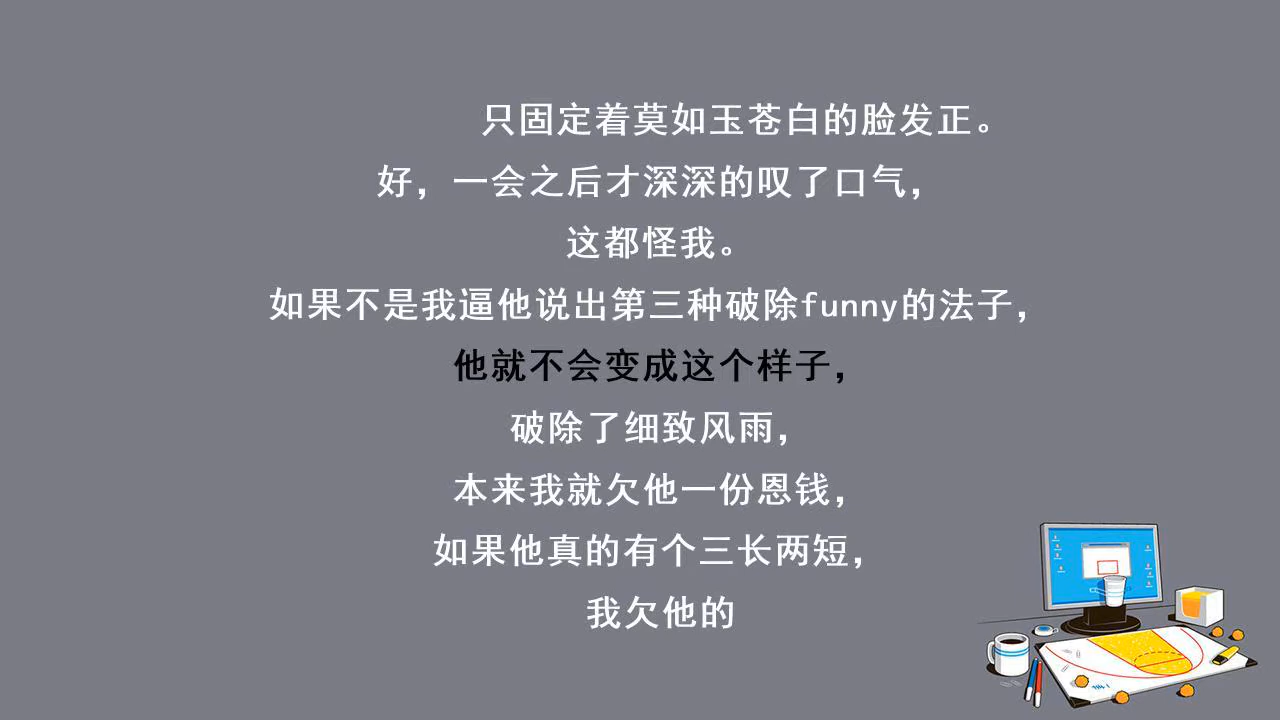 只固定着莫如玉苍白的脸发正。
好，一会之后才深深的叹了口气，
这都怪我。
如果不是我逼他说出第三种破除funny的法子，
他就不会变成这个样子，
破除了细致风雨，
本来我就欠他一份恩钱，
如果他真的有个三长两短，
我欠他的